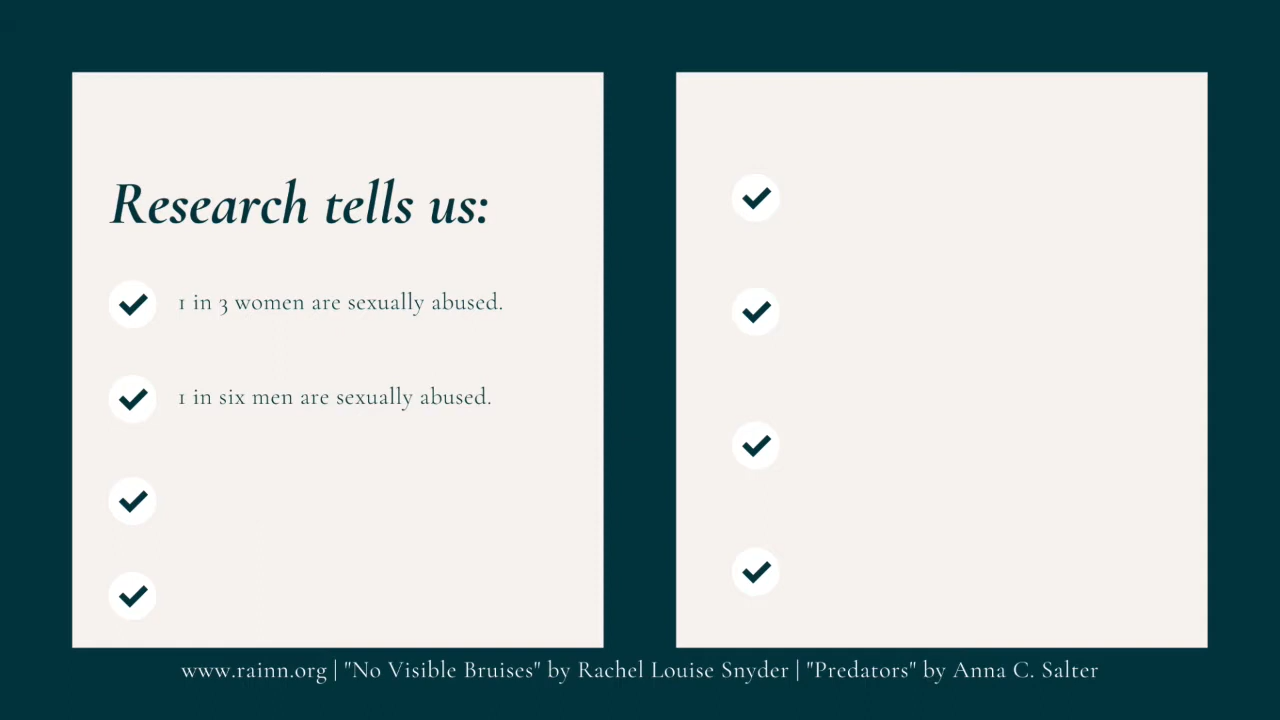 Research tells us:
1 in 3 women are sexually abused.
1 in six men are sexually abused.
www.rainn.org | "No Visible Bruises" by Rachel Louise Snyder | "Predators" by Anna C. Salter